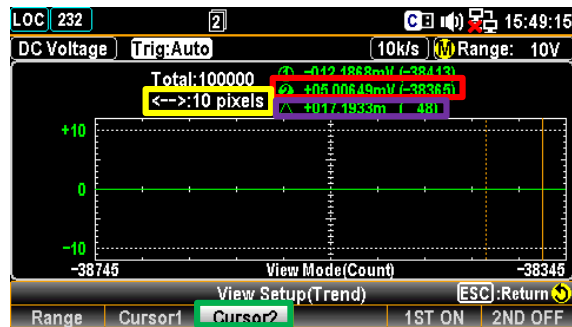 LOC 232 2 C 15:49:15
DC Voltage Trig:Auto 10k/s M Range: 10V
Total:100000 ① -012.1868mV (-38413)
<-->:10 pixels ② +05.00649mV (-38365)
△ +017.1933m ( 48)
+10
0
-10
-38745 View Mode(Count) -38345
View Setup(Trend) ESC:Return
Range Cursor1 Cursor2 1ST ON 2ND OFF